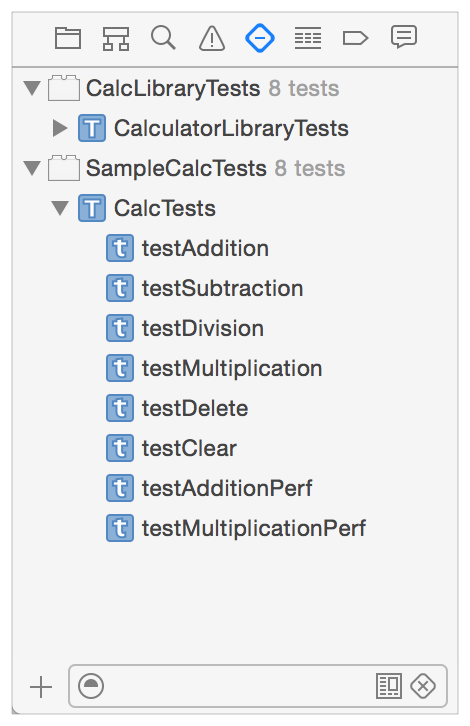 CalcLibraryTests 8 tests
CalculatorLibraryTests
SampleCalcTests 8 tests
CalcTests
testAddition
testSubtraction
testDivision
testMultiplication
testDelete
testClear
testAdditionPerf
testMultiplicationPerf